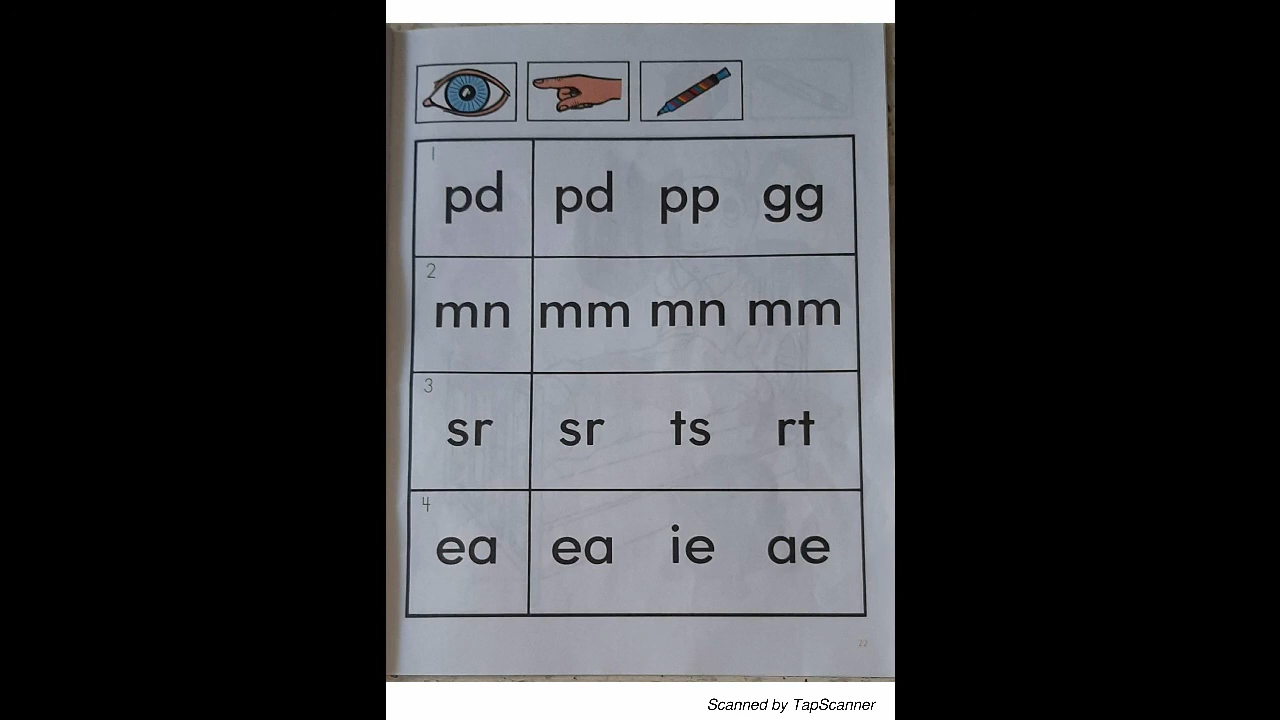 1
pd pd pp gg
2
mn mm mn mm
3
sr sr ts rt
4
ea ea ie ae
22
Scanned by TapScanner